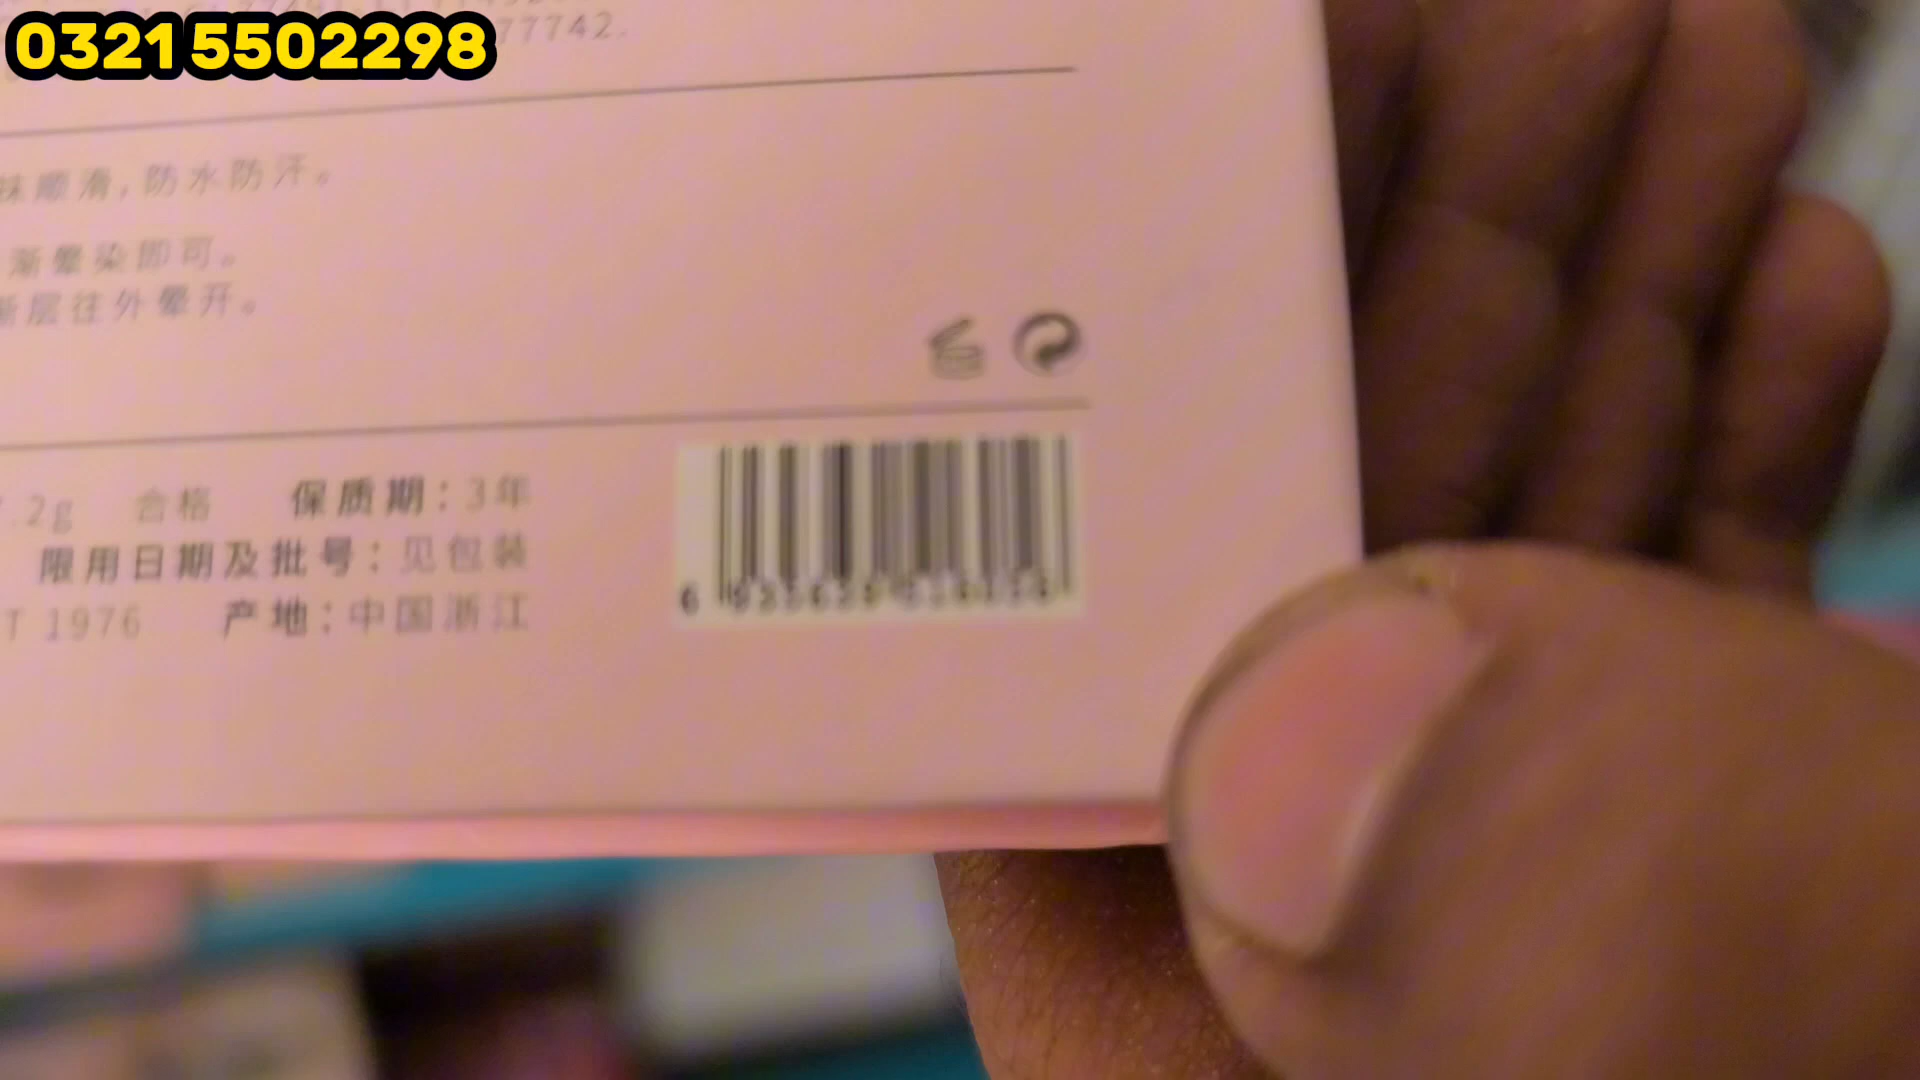 03215502298
77742.
顺滑，防水防汗。
渐晕染即可。
层往外晕开。
.2g 合格 保质期：3年
限用日期及批号：见包装
T 1976 产地：中国浙江
6